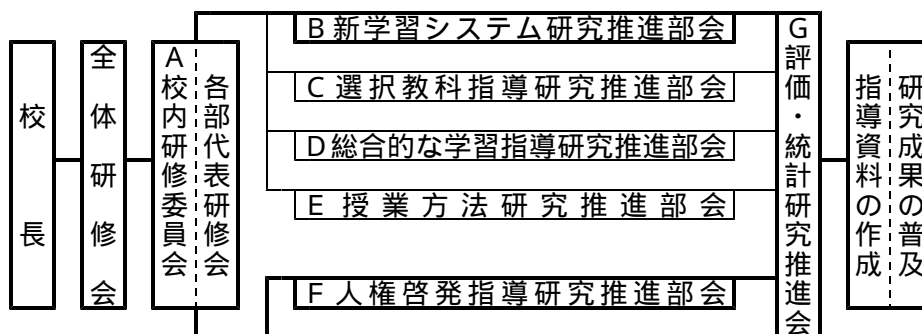 校長
全体研修会
A校内研修委員会
各部代表研修会
B新学習システム研究推進部会
C選択教科指導研究推進部会
D総合的な学習指導研究推進部会
E授業方法研究推進部会
F人権啓発指導研究推進部会
G評価・統計研究推進会
指導資料の作成
研究成果の普及